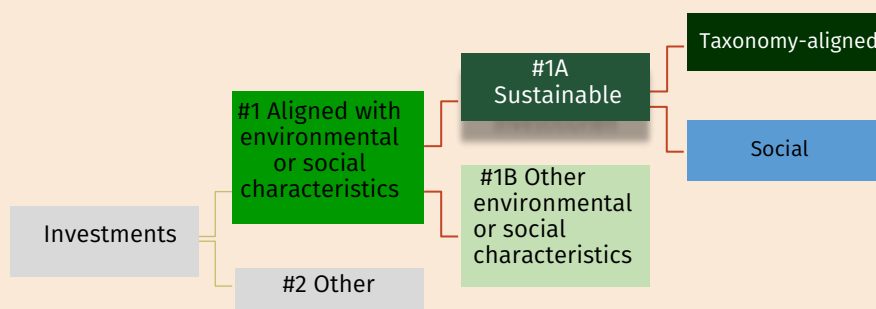 Taxonomy-aligned
#1A
Sustainable
#1 Aligned with
environmental
or social
characteristics
Social
#1B Other
environmental
or social
characteristics
Investments
#2 Other